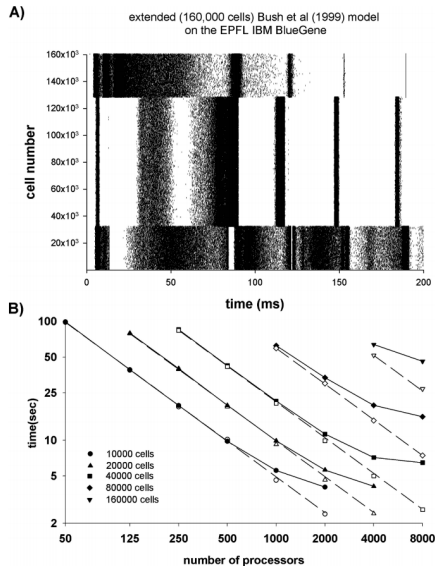 A)
extended (160,000 cells) Bush et al (1999) model
on the EPFL IBM BlueGene
160x10³
140x10³
120x10³
100x10³
80x10³
60x10³
40x10³
20x10³
cell number
0
50
100
150
200
time (ms)
B)
100
50
20
10
5
2
time(sec)
10000 cells
20000 cells
40000 cells
80000 cells
160000 cells
50
125
250
500
1000
2000
4000
8000
number of processors